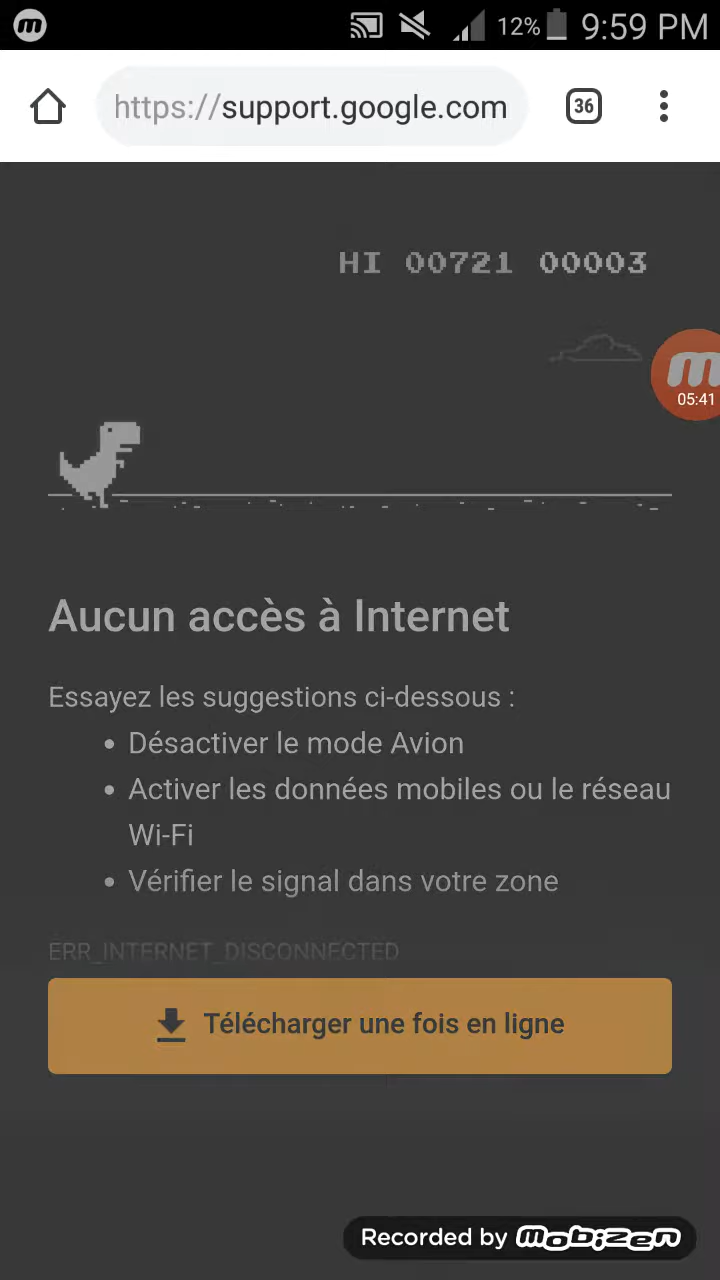 12% 9:59 PM
https://support.google.com
36
HI 00721 00003
05:41
Aucun accès à Internet
Essayez les suggestions ci-dessous :
• Désactiver le mode Avion
• Activer les données mobiles ou le réseau
Wi-Fi
• Vérifier le signal dans votre zone
ERR_INTERNET_DISCONNECTED
Télécharger une fois en ligne
Recorded by mobizen